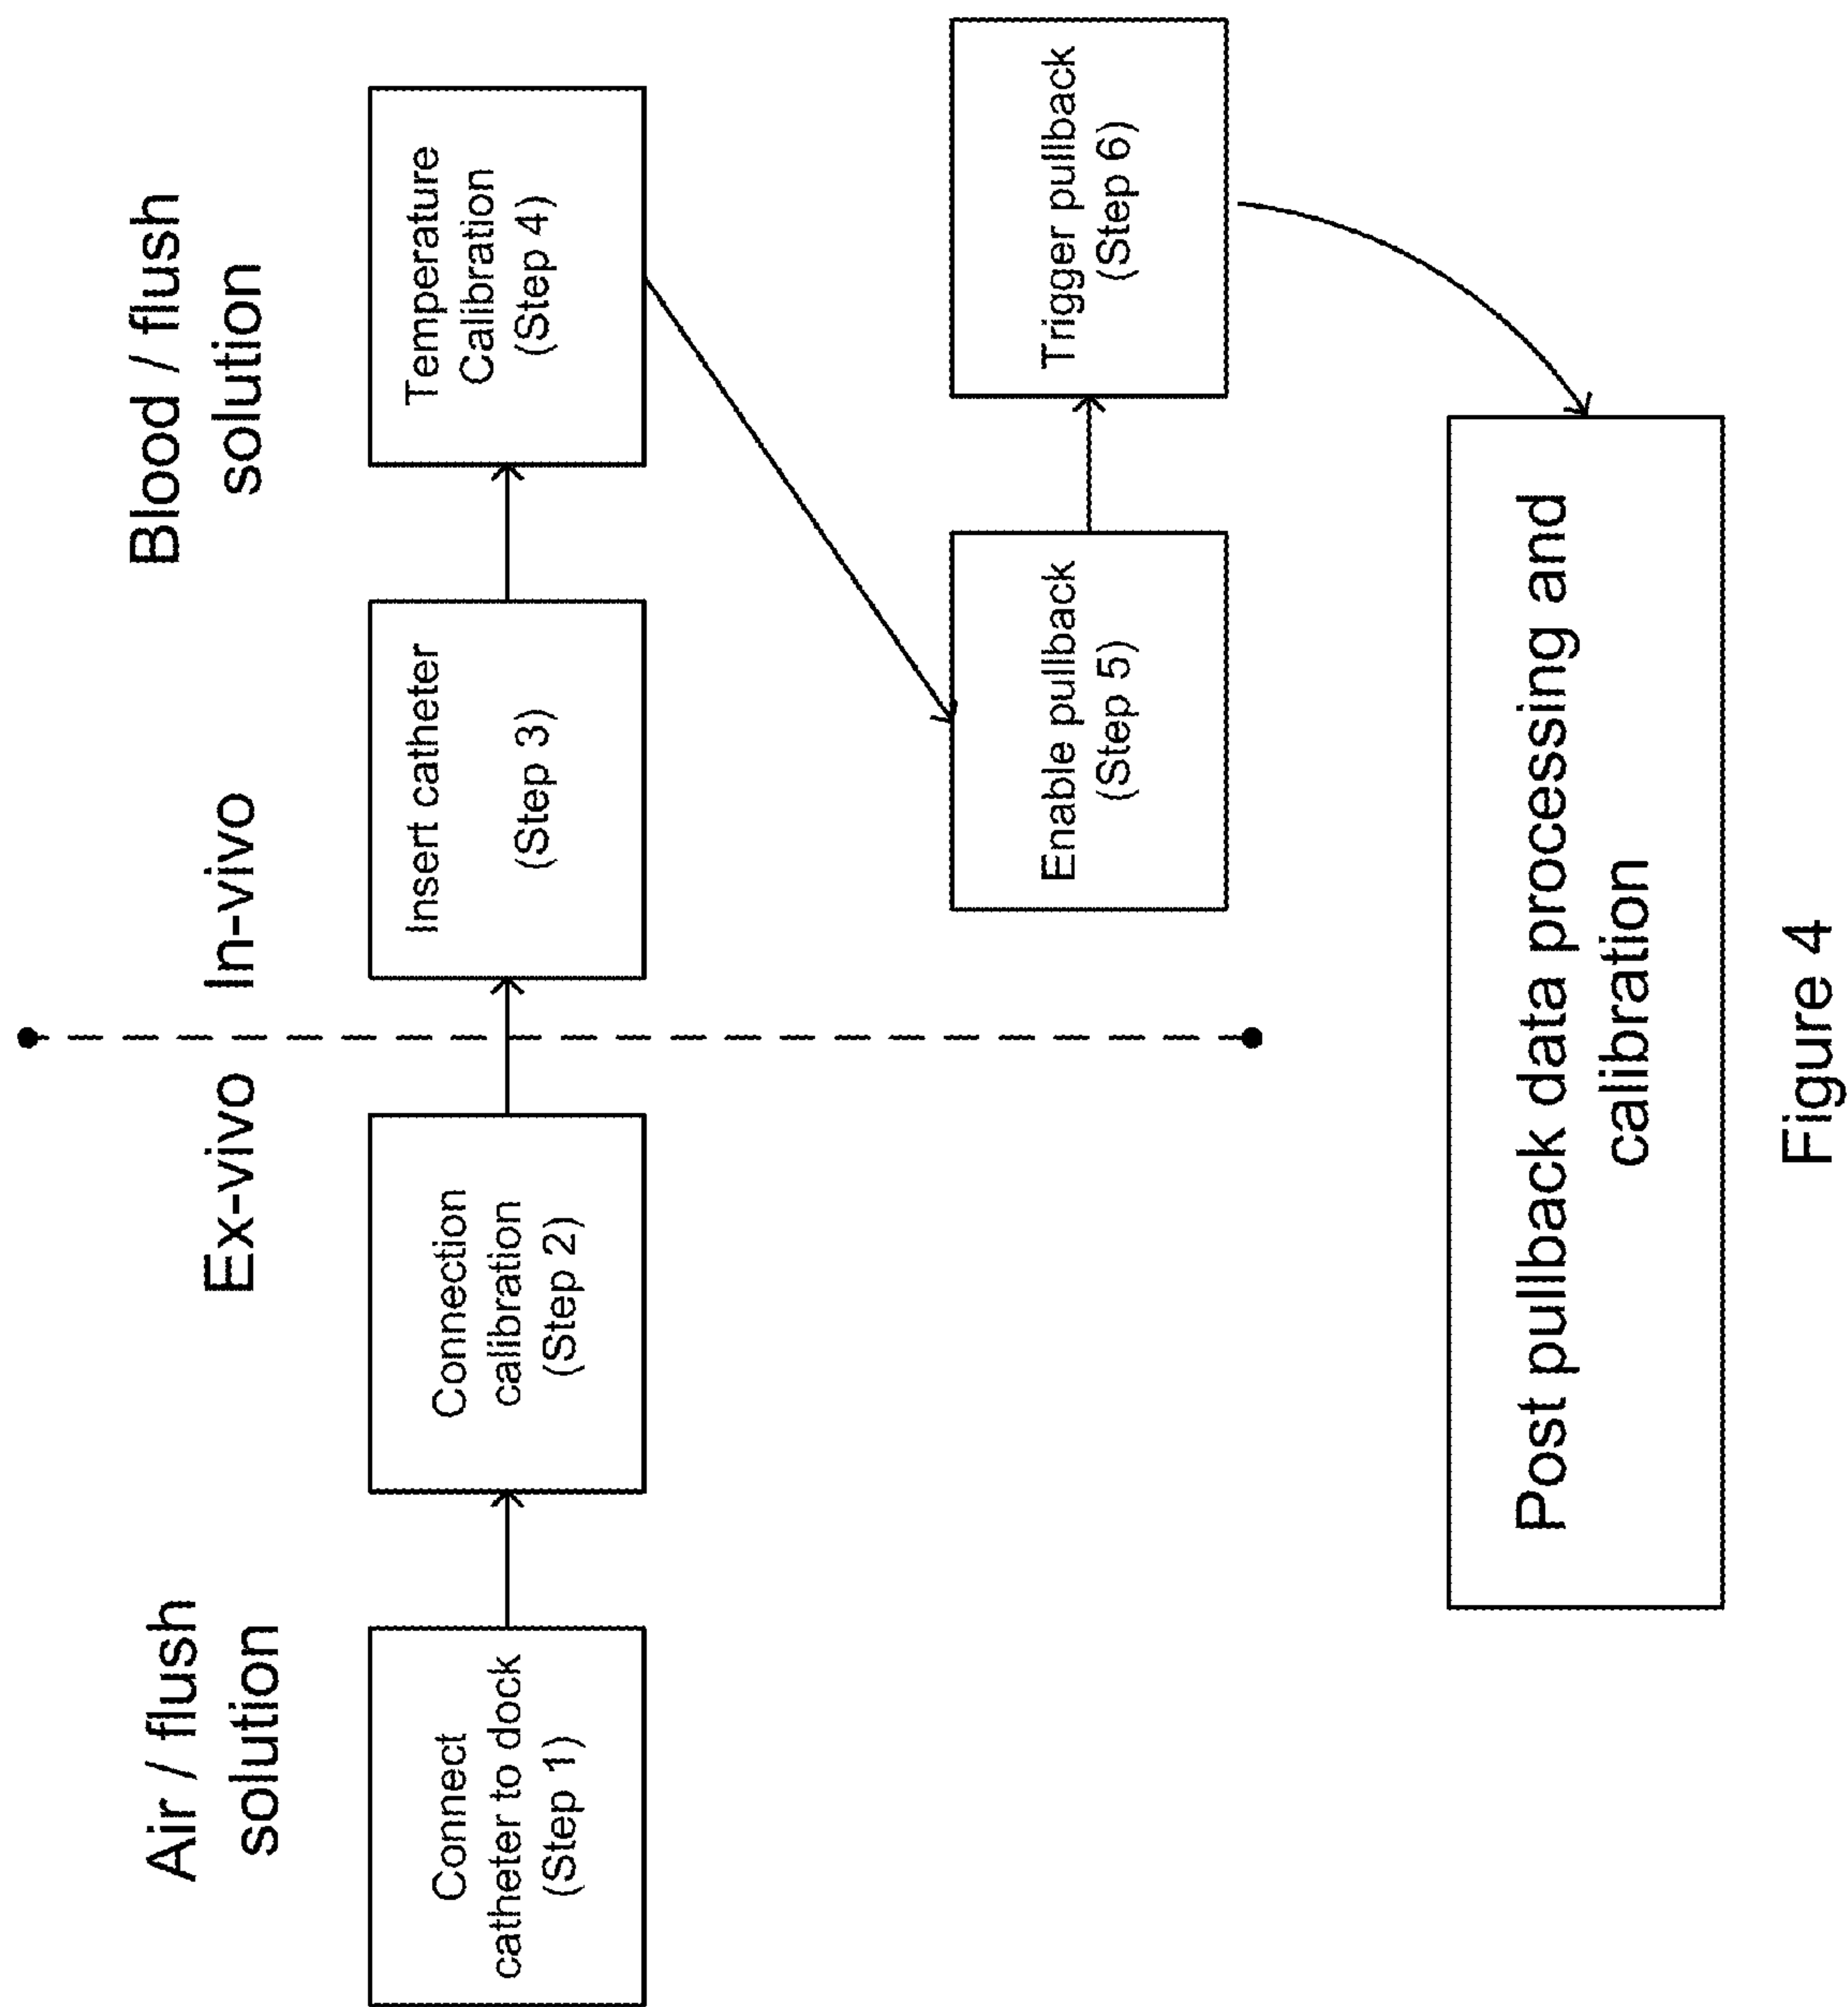 Air / flush
solution
Ex-vivo
In-vivo
Blood / flush
solution
Connect
catheter to dock
(Step 1)
Connection
calibration
(Step 2)
Insert catheter
(Step 3)
Temperature
Calibration
(Step 4)
Enable pullback
(Step 5)
Trigger pullback
(Step 6)
Post pullback data processing and
calibration
Figure 4